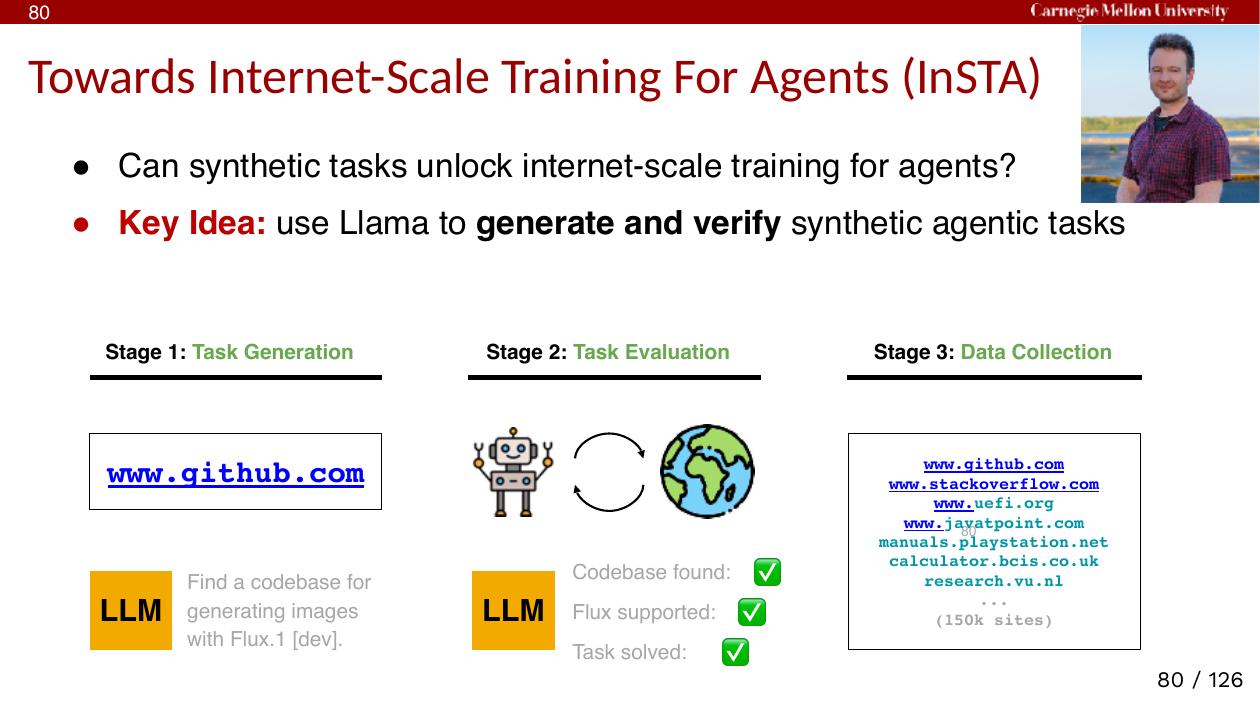 80
Carnegie Mellon University
Towards Internet-Scale Training For Agents (InSTA)
● Can synthetic tasks unlock internet-scale training for agents?
● Key Idea: use Llama to generate and verify synthetic agentic tasks
Stage 1: Task Generation
www.github.com
LLM
Find a codebase for
generating images
with Flux.1 [dev].
Stage 2: Task Evaluation
LLM
Codebase found: ✅
Flux supported: ✅
Task solved: ✅
Stage 3: Data Collection
www.github.com
www.stackoverflow.com
www.uefi.org
www.javatpoint.com
80
manuals.playstation.net
calculator.bcis.co.uk
research.vu.nl
...
(150k sites)
80 / 126